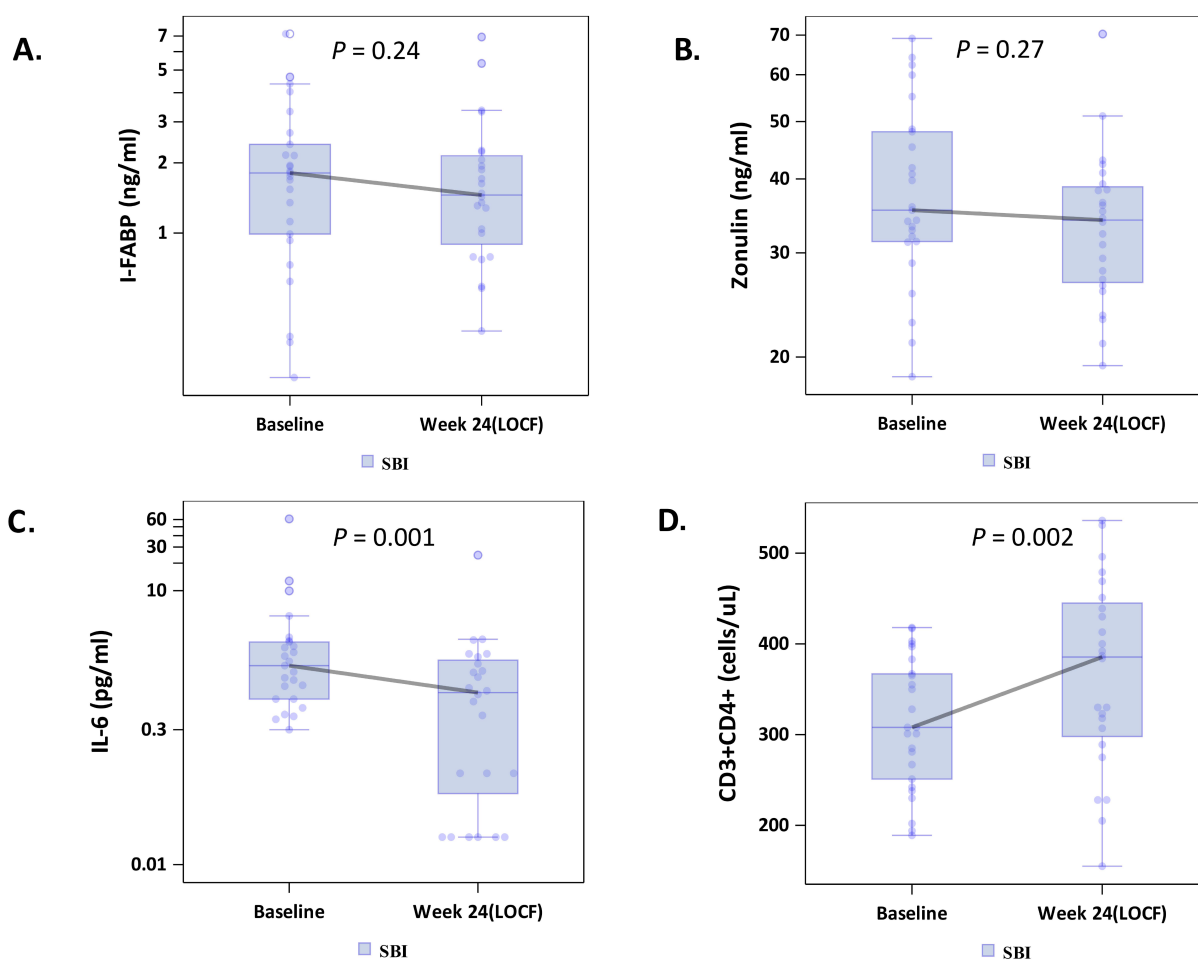 A.
P = 0.24
I-FABP (ng/ml)
7
5
3
2
1
Baseline
Week 24(LOCF)
SBI
B.
P = 0.27
Zonulin (ng/ml)
70
60
50
40
30
20
Baseline
Week 24(LOCF)
SBI
C.
P = 0.001
IL-6 (pg/ml)
60
30
10
0.3
0.01
Baseline
Week 24(LOCF)
SBI
D.
P = 0.002
CD3+CD4+ (cells/uL)
500
400
300
200
Baseline
Week 24(LOCF)
SBI